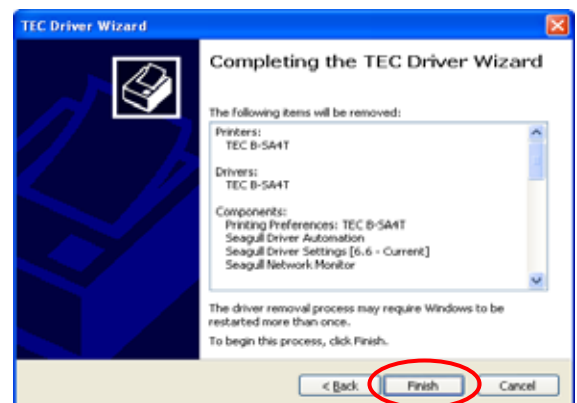 TEC Driver Wizard
Completing the TEC Driver Wizard
The following items will be removed:
Printers:
TEC B-SA4T
Drivers:
TEC B-SA4T
Components:
Printing Preferences: TEC B-SA4T
Seagull Driver Automation
Seagull Driver Settings [6.6 - Current]
Seagull Network Monitor
The driver removal process may require Windows to be
restarted more than once.
To begin this process, click Finish.
< Back
Finish
Cancel